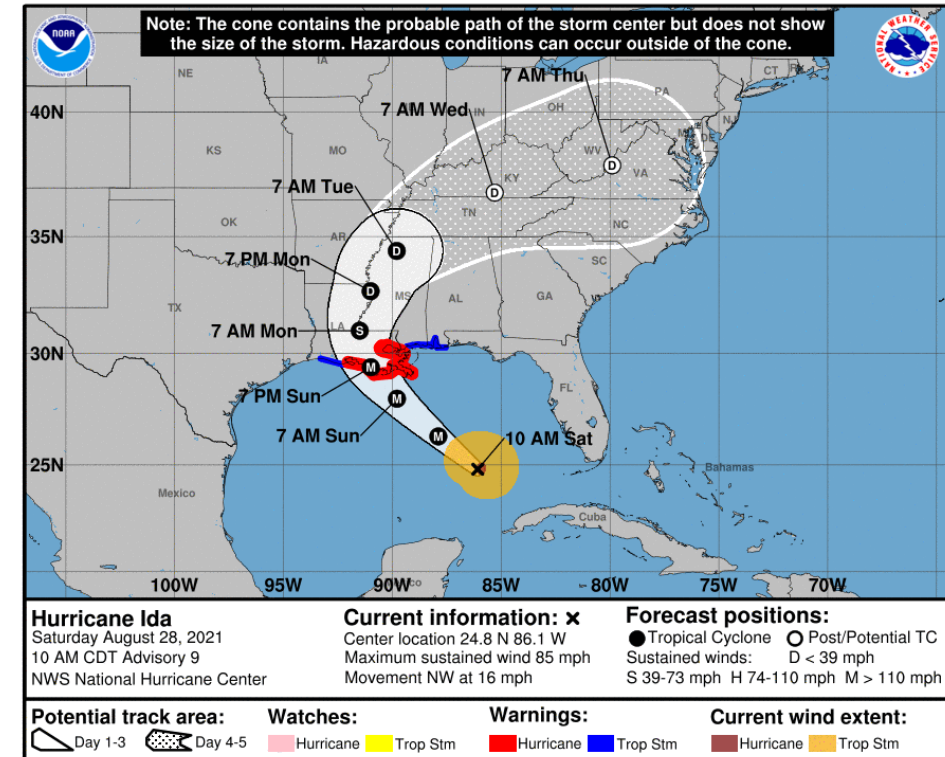 Note: The cone contains the probable path of the storm center but does not show
the size of the storm. Hazardous conditions can occur outside of the cone.
NOAA
NATIONAL WEATHER SERVICE
NE
IA
CT
7 AM Thu
PA
40N
7 AM Wed
IN
OH
NJ
DE
KS
MO
WV
VA
KY
7 AM Tue
TN
NC
OK
35N
AR
SC
7 PM Mon
MS
AL
GA
TX
7 AM Mon
LA
30N
7 PM Sun
FL
7 AM Sun
10 AM Sat
25N
Bahamas
Mexico
Cuba
D
D
D
D
S
M
M
M
100W 95W 90W 85W 80W 75W 70W
Hurricane Ida
Saturday August 28, 2021
10 AM CDT Advisory 9
NWS National Hurricane Center
Current information: ×
Center location 24.8 N 86.1 W
Maximum sustained wind 85 mph
Movement NW at 16 mph
Forecast positions:
Tropical Cyclone Post/Potential TC
Sustained winds: D < 39 mph
S 39-73 mph H 74-110 mph M > 110 mph
Potential track area:
Day 1-3 Day 4-5
Watches:
Hurricane Trop Stm
Warnings:
Hurricane Trop Stm
Current wind extent:
Hurricane Trop Stm